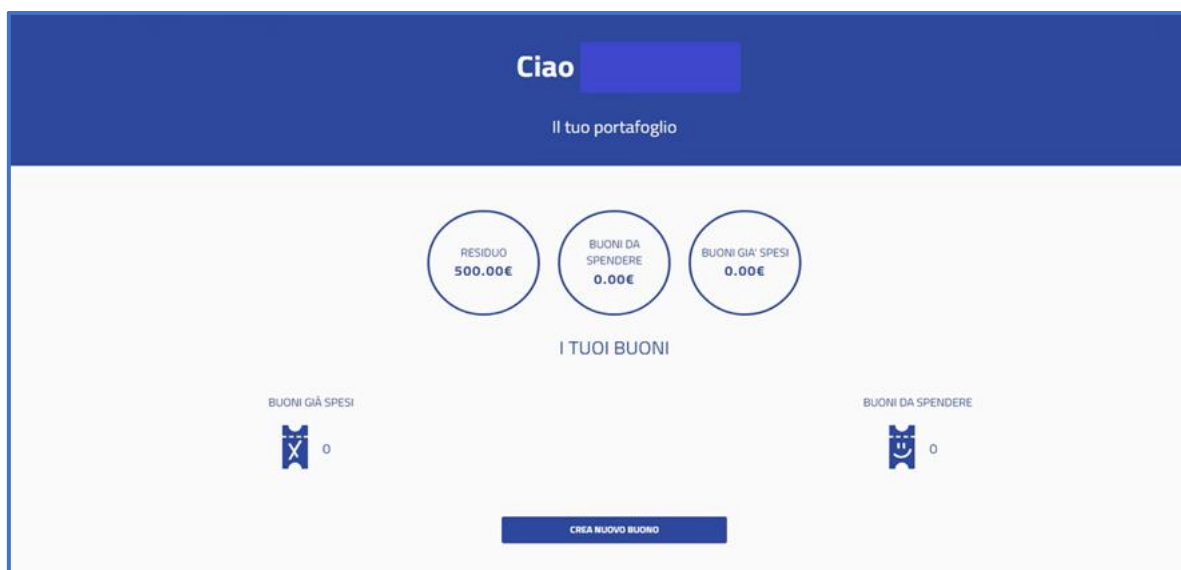 Ciao
Il tuo portafoglio
RESIDUO
500.00€
BUONI DA
SPENDERE
0.00€
BUONI GIA' SPESI
0.00€
I TUOI BUONI
BUONI GIÀ SPESI
0
BUONI DA SPENDERE
0
CREA NUOVO BUONO